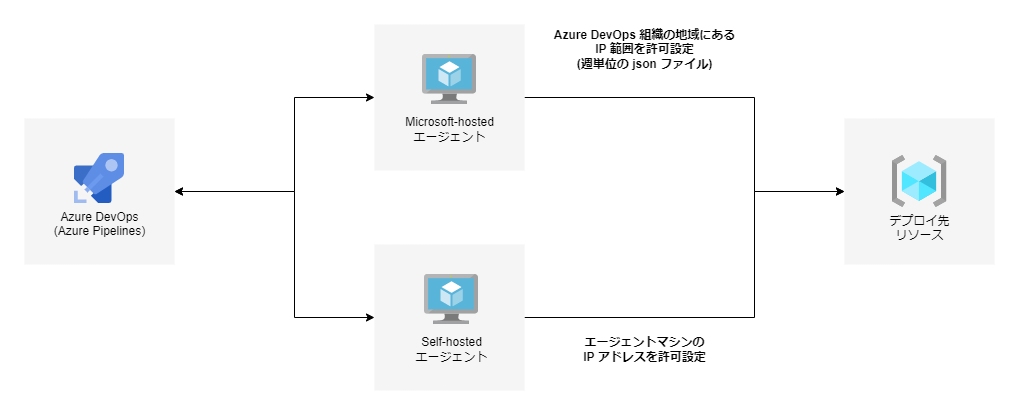 Azure DevOps
(Azure Pipelines)
Microsoft-hosted
エージェント
Azure DevOps 組織の地域にある
IP 範囲を許可設定
(週単位の json ファイル)
Self-hosted
エージェント
エージェントマシンの
IP アドレスを許可設定
デプロイ先
リソース